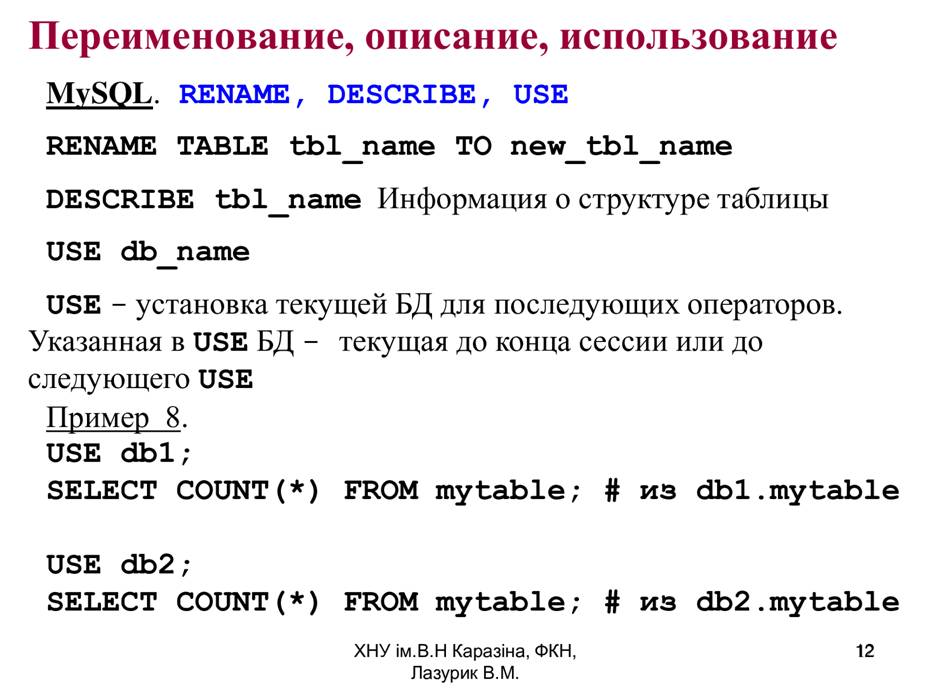 Переименование, описание, использование
MySQL. RENAME, DESCRIBE, USE
RENAME TABLE tbl_name TO new_tbl_name
DESCRIBE tbl_name Информация о структуре таблицы
USE db_name
USE – установка текущей БД для последующих операторов.
Указанная в USE БД – текущая до конца сессии или до
следующего USE
Пример 8.
USE db1;
SELECT COUNT(*) FROM mytable; # из db1.mytable
USE db2;
SELECT COUNT(*) FROM mytable; # из db2.mytable
ХНУ ім.В.Н Каразіна, ФКН,
Лазурик В.М.
12